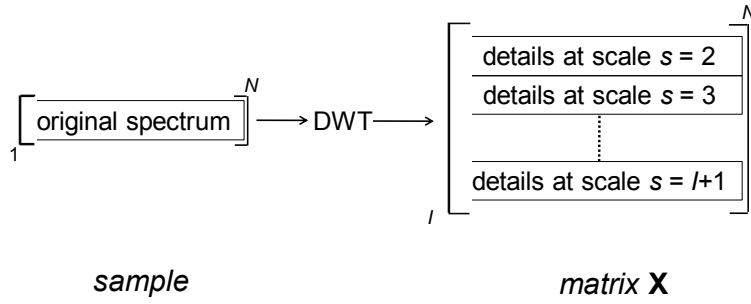 N
details at scale s = 2
N
details at scale s = 3
original spectrum
DWT
1
details at scale s = I+1
I
sample
matrix X